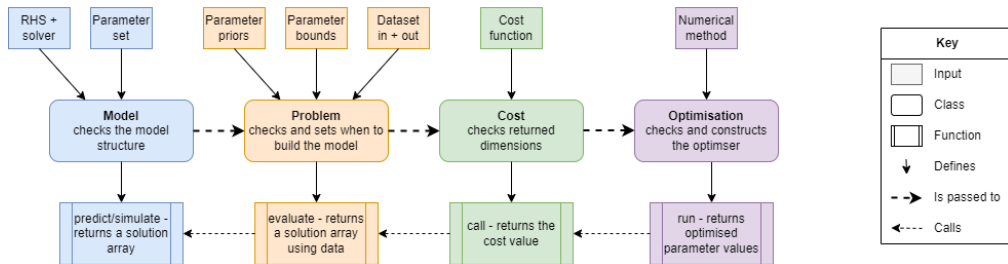 RHS +
solver
Parameter
set
Parameter
priors
Parameter
bounds
Dataset
in + out
Cost
function
Numerical
method
Model
checks the model
structure
Problem
checks and sets when to
build the model
Cost
checks returned
dimensions
Optimisation
checks and constructs
the optimser
predict/simulate -
returns a solution
array
evaluate - returns
a solution array
using data
call - returns the
cost value
run - returns
optimised
parameter values
Key
Input
Class
Function
Defines
Is passed to
Calls